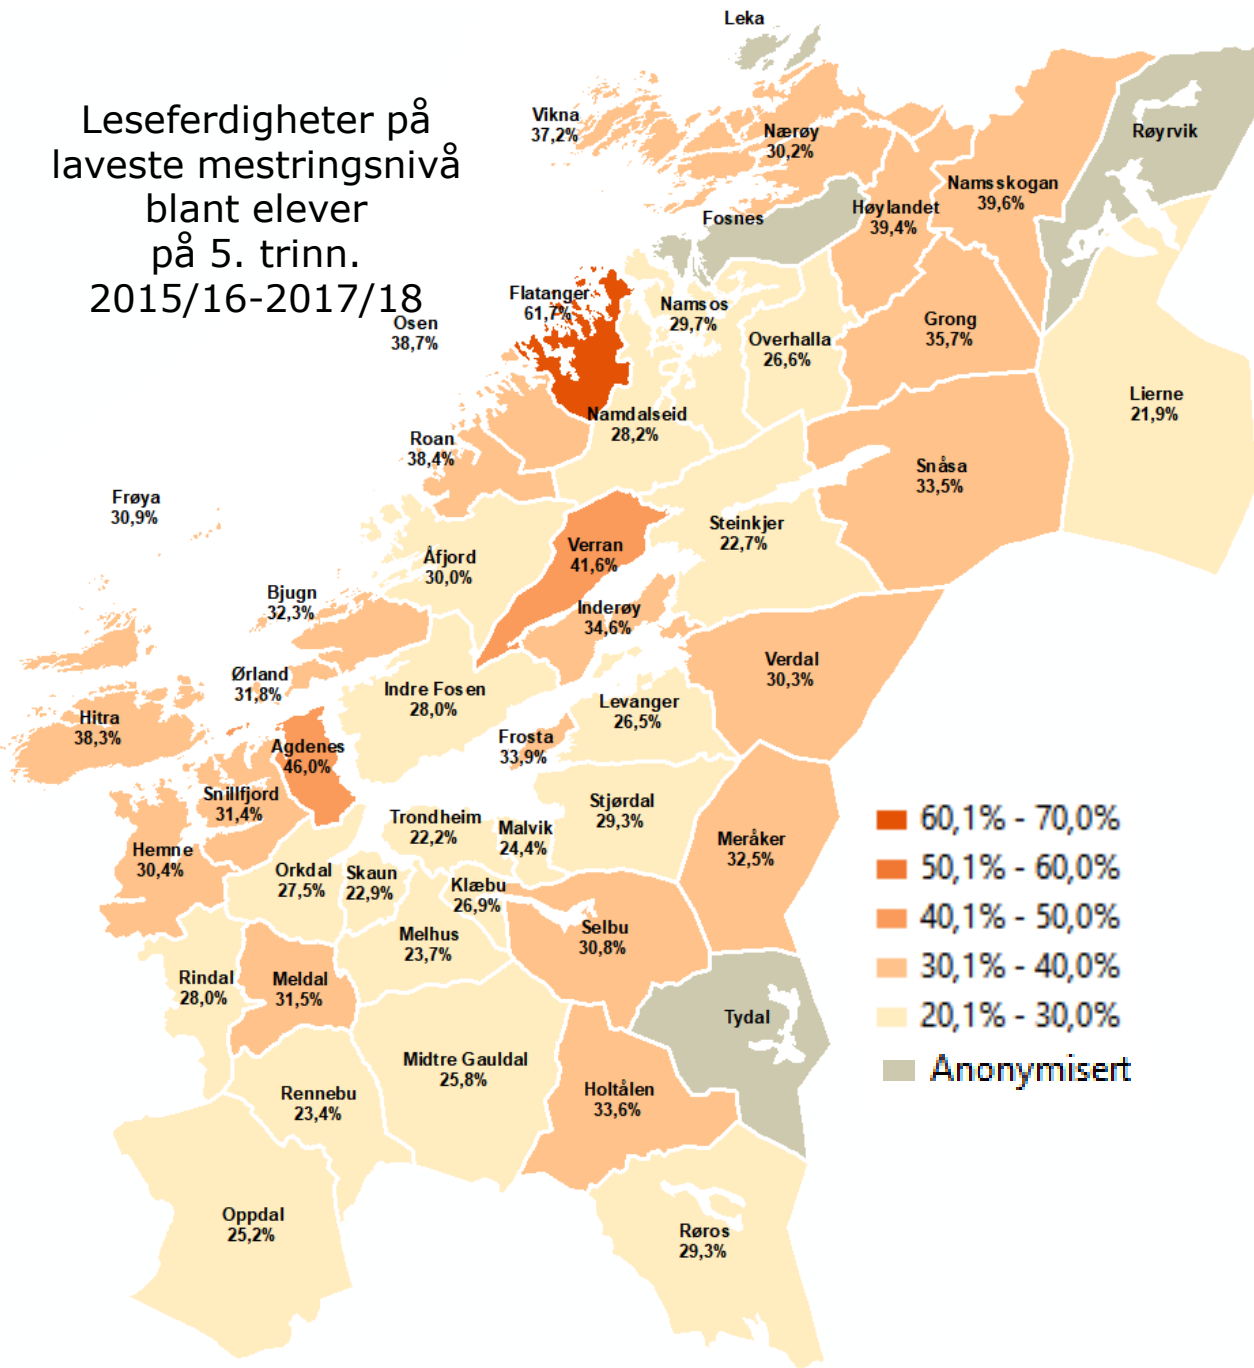 Leseferdigheter på
laveste mestringsnivå
blant elever
på 5. trinn.
2015/16-2017/18
Leka
Vikna
37,2%
Nærøy
30,2%
Røyrvik
Namsskogan
39,6%
Fosnes
Høylandet
39,4%
Flatanger
61,7%
Namsos
29,7%
Osen
38,7%
Overhalla
26,6%
Grong
35,7%
Lierne
21,9%
Namdalseid
28,2%
Roan
38,4%
Snåsa
33,5%
Frøya
30,9%
Steinkjer
22,7%
Verran
41,6%
Åfjord
30,0%
Bjugn
32,3%
Inderøy
34,6%
Verdal
30,3%
Ørland
31,8%
Indre Fosen
28,0%
Levanger
26,5%
Hitra
38,3%
Frosta
33,9%
Agdenes
46,0%
Snillfjord
31,4%
Stjørdal
29,3%
Trondheim
22,2%
Malvik
24,4%
Meråker
32,5%
Hemne
30,4%
Orkdal
27,5%
Skaun
22,9%
Klæbu
26,9%
Selbu
30,8%
Melhus
23,7%
Rindal
28,0%
Meldal
31,5%
Tydal
Midtre Gauldal
25,8%
Holtålen
33,6%
Rennebu
23,4%
Oppdal
25,2%
Røros
29,3%
60,1% - 70,0%
50,1% - 60,0%
40,1% - 50,0%
30,1% - 40,0%
20,1% - 30,0%
Anonymisert